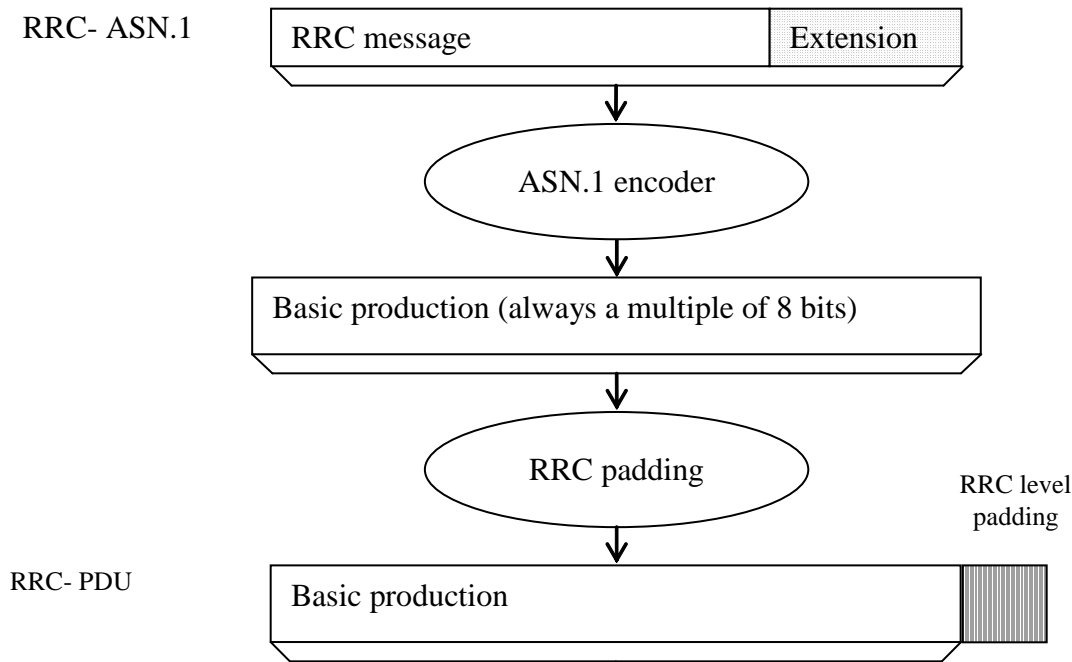 RRC- ASN.1
RRC message
Extension
ASN.1 encoder
Basic production (always a multiple of 8 bits)
RRC padding
RRC level
padding
RRC- PDU
Basic production